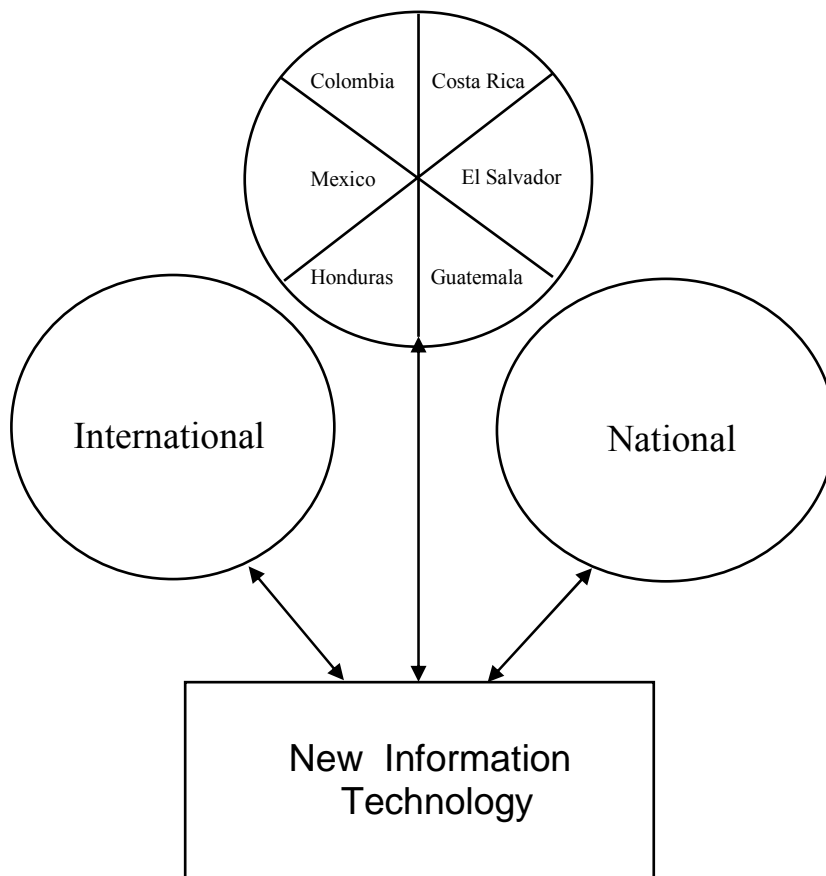 Colombia
Costa Rica
Mexico
El Salvador
Honduras
Guatemala
International
National
New Information
Technology